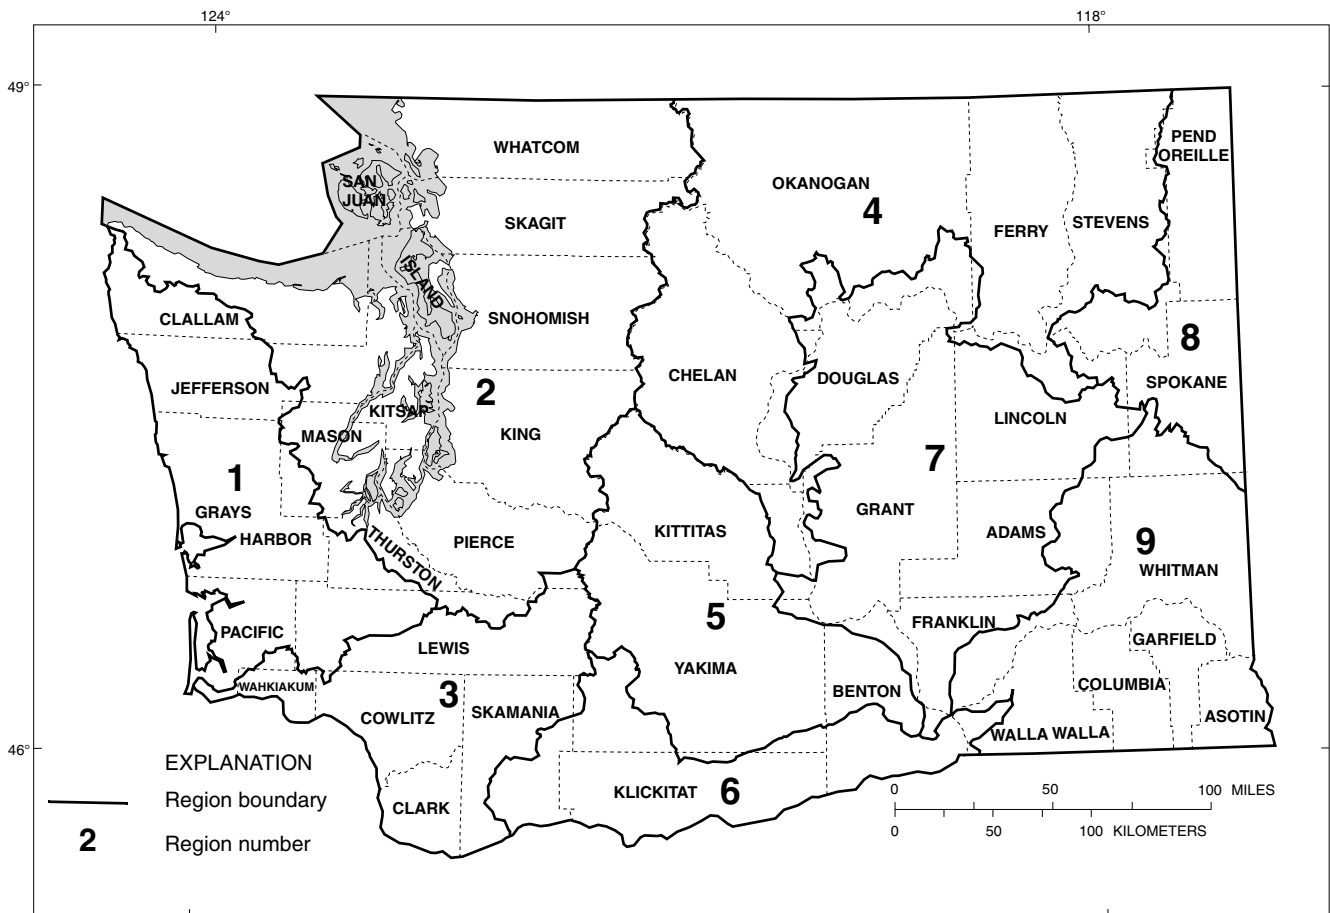 124° 118°
49°
WHATCOM
PEND
OREILLE
SAN
JUAN
OKANOGAN
4
SKAGIT
FERRY
STEVENS
ISLAND
CLALLAM
SNOHOMISH
8
JEFFERSON
CHELAN
DOUGLAS
SPOKANE
KITSAP
2
LINCOLN
MASON
KING
7
1
GRAYS
HARBOR
GRANT
KITTITAS
ADAMS
THURSTON
PIERCE
9
WHITMAN
5
PACIFIC
FRANKLIN
GARFIELD
LEWIS
YAKIMA
WAHKIAKUM
3
BENTON
COLUMBIA
COWLITZ
SKAMANIA
ASOTIN
WALLA WALLA
46°
EXPLANATION
Region boundary
2 Region number
CLARK
KLICKITAT
6
0 50 100 MILES
0 50 100 KILOMETERS